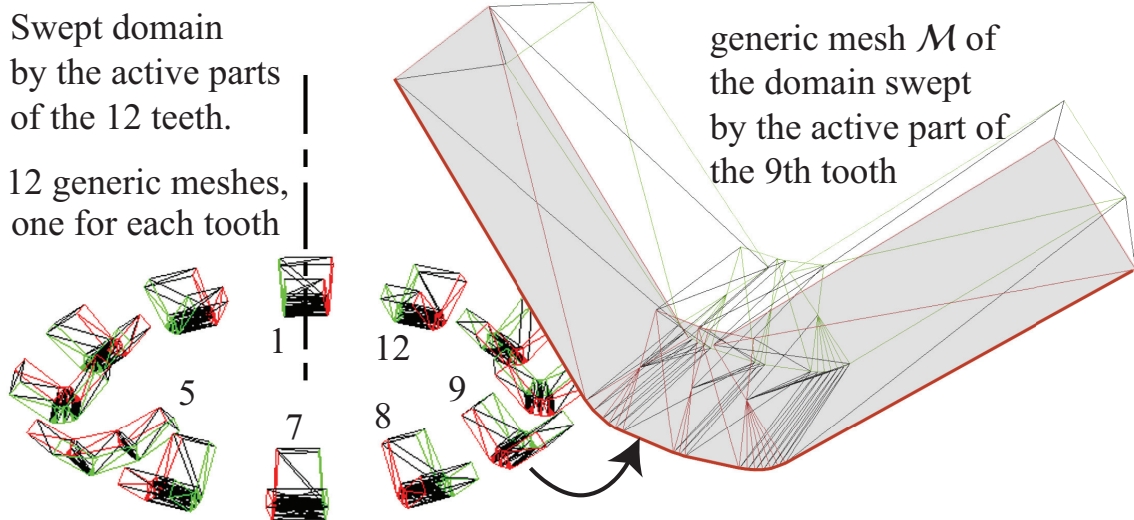 Swept domain
by the active parts
of the 12 teeth.
12 generic meshes,
one for each tooth
generic mesh ℳ of
the domain swept
by the active part of
the 9th tooth
1
12
5
9
7
8